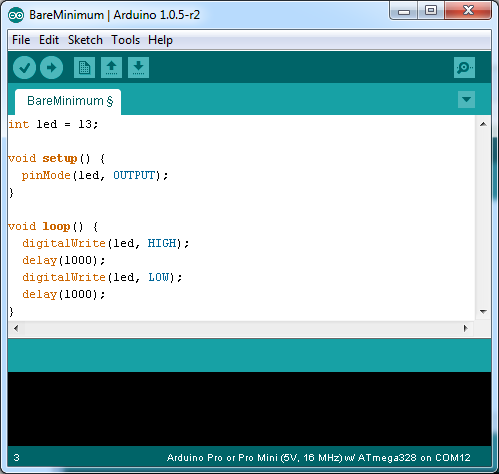 BareMinimum | Arduino 1.0.5-r2
File Edit Sketch Tools Help
BareMinimum §
int led = 13;
void setup() {
  pinMode(led, OUTPUT);
}
void loop() {
  digitalWrite(led, HIGH);
  delay(1000);
  digitalWrite(led, LOW);
  delay(1000);
}
3 Arduino Pro or Pro Mini (5V, 16 MHz) w/ ATmega328 on COM12